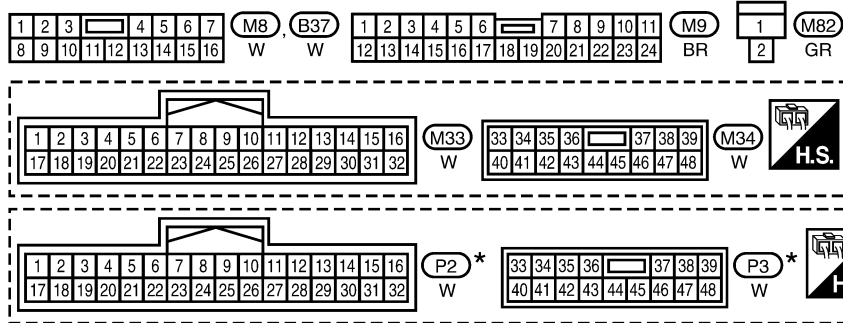 1 2 3 4 5 6 7 M8 , B37 1 2 3 4 5 6 7 8 9 10 11 M9 1 M82
8 9 10 11 12 13 14 15 16 W W 12 13 14 15 16 17 18 19 20 21 22 23 24 BR 2 GR
1 2 3 4 5 6 7 8 9 10 11 12 13 14 15 16 M33 33 34 35 36 37 38 39 M34
17 18 19 20 21 22 23 24 25 26 27 28 29 30 31 32 W 40 41 42 43 44 45 46 47 48 W H.S.
1 2 3 4 5 6 7 8 9 10 11 12 13 14 15 16 P2 * 33 34 35 36 37 38 39 P3 *
17 18 19 20 21 22 23 24 25 26 27 28 29 30 31 32 W 40 41 42 43 44 45 46 47 48 W H